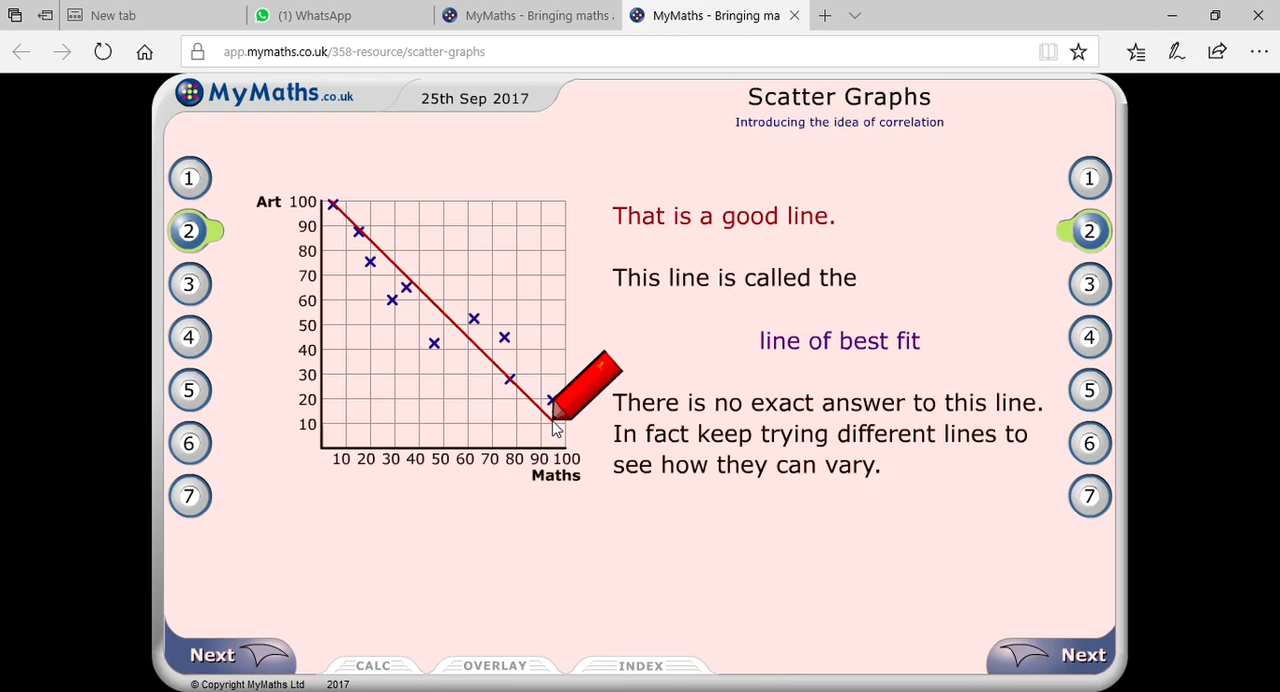 New tab
(1) WhatsApp
MyMaths - Bringing maths
MyMaths - Bringing ma
app.mymaths.co.uk/358-resource/scatter-graphs
MyMaths.co.uk
25th Sep 2017
Scatter Graphs
Introducing the idea of correlation
1
2
3
4
5
6
7
Art
100
90
80
70
60
50
40
30
20
10
10 20 30 40 50 60 70 80 90 100
Maths
That is a good line.
This line is called the
line of best fit
There is no exact answer to this line.
In fact keep trying different lines to
see how they can vary.
1
2
3
4
5
6
7
Next
CALC
OVERLAY
INDEX
Next
© Copyright MyMaths Ltd 2017